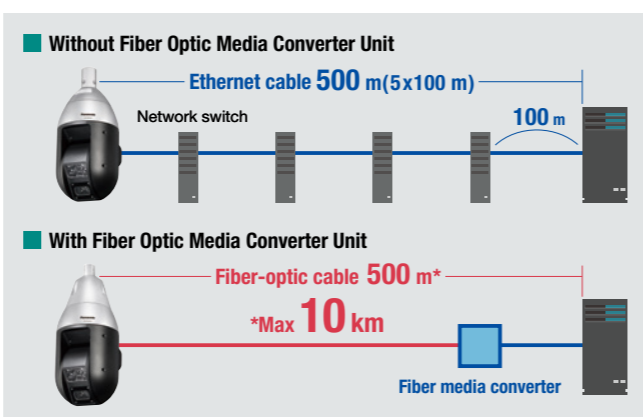 Without Fiber Optic Media Converter Unit
Ethernet cable 500 m(5x100 m)
Network switch
100 m
With Fiber Optic Media Converter Unit
Fiber-optic cable 500 m*
*Max 10 km
Fiber media converter